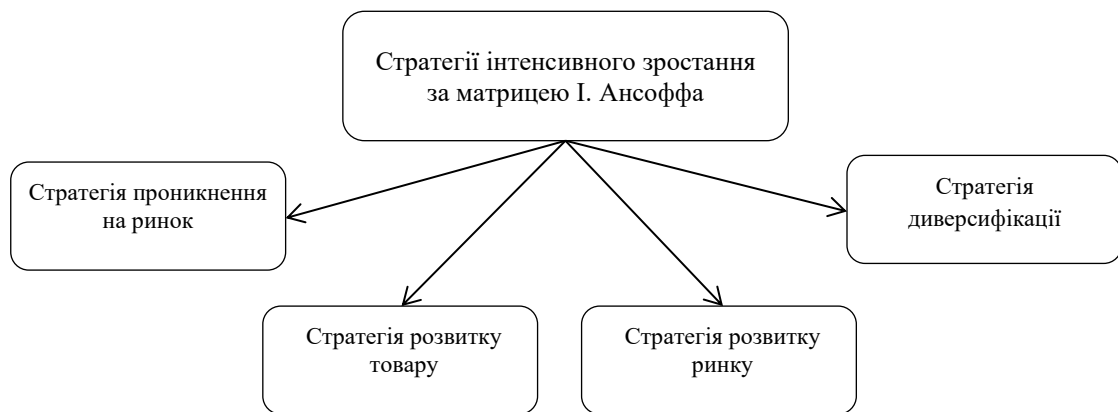 Стратегії інтенсивного зростання
за матрицею І. Ансоффа
Стратегія проникнення
на ринок
Стратегія
диверсифікації
Стратегія розвитку
товару
Стратегія розвитку
ринку